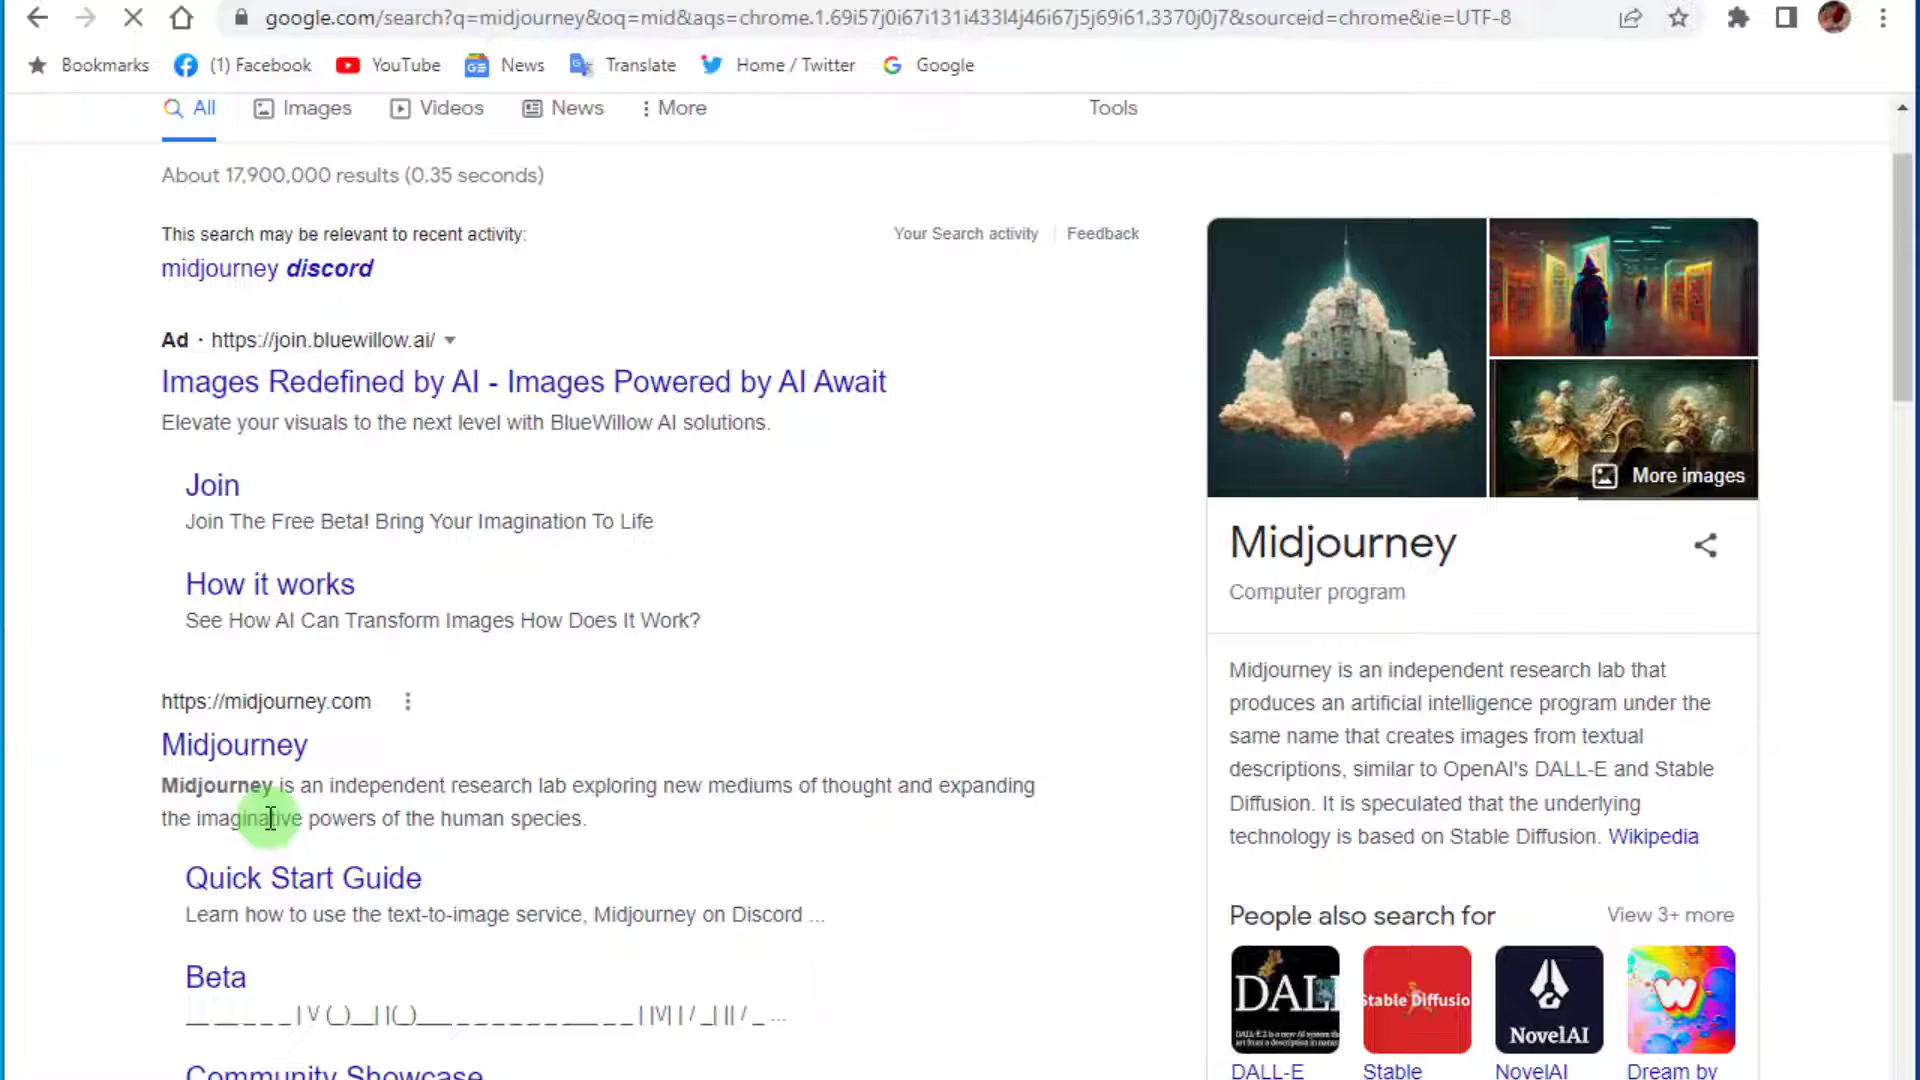 google.com/search?q=midjourney&oq=mid&aqs=chrome.1.69i57j0i67i131i433l4j46i67j5j69i61.3370j0j7&sourceid=chrome&ie=UTF-8
Bookmarks (1) Facebook YouTube News Translate Home / Twitter Google
All Images Videos News More Tools
About 17,900,000 results (0.35 seconds)
This search may be relevant to recent activity: Your Search activity Feedback
midjourney discord
Ad · https://join.bluewillow.ai/
Images Redefined by AI - Images Powered by AI Await
Elevate your visuals to the next level with BlueWillow AI solutions.
Join
Join The Free Beta! Bring Your Imagination To Life
How it works
See How AI Can Transform Images How Does It Work?
https://midjourney.com
Midjourney
Midjourney is an independent research lab exploring new mediums of thought and expanding
the imaginative powers of the human species.
Quick Start Guide
Learn how to use the text-to-image service, Midjourney on Discord ...
Beta
__ __ _ _ _ | V (_)__| |(_)___ _ _ _ _ _ _ _ ___ _ _ | |V| | / _| || / _ ...
Community Showcase
More images
Midjourney
Computer program
Midjourney is an independent research lab that
produces an artificial intelligence program under the
same name that creates images from textual
descriptions, similar to OpenAI's DALL-E and Stable
Diffusion. It is speculated that the underlying
technology is based on Stable Diffusion. Wikipedia
People also search for View 3+ more
DALL
Stable Diffusio
NovelAI
W
DALL-E Stable NovelAI Dream by